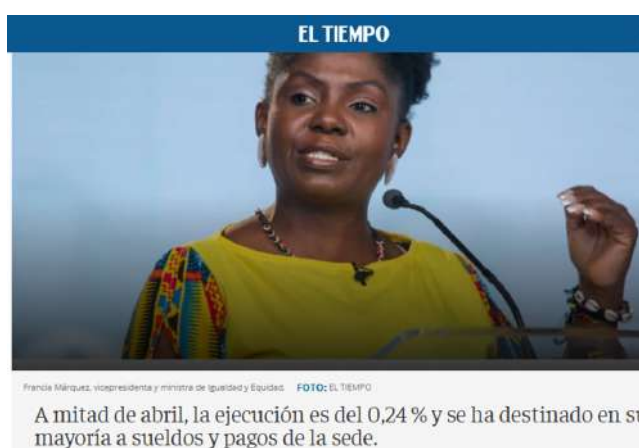 EL TIEMPO
Francia Márquez, vicepresidenta y ministra de Igualdad y Equidad. FOTO: EL TIEMPO
A mitad de abril, la ejecución es del 0,24 % y se ha destinado en su
mayoría a sueldos y pagos de la sede.